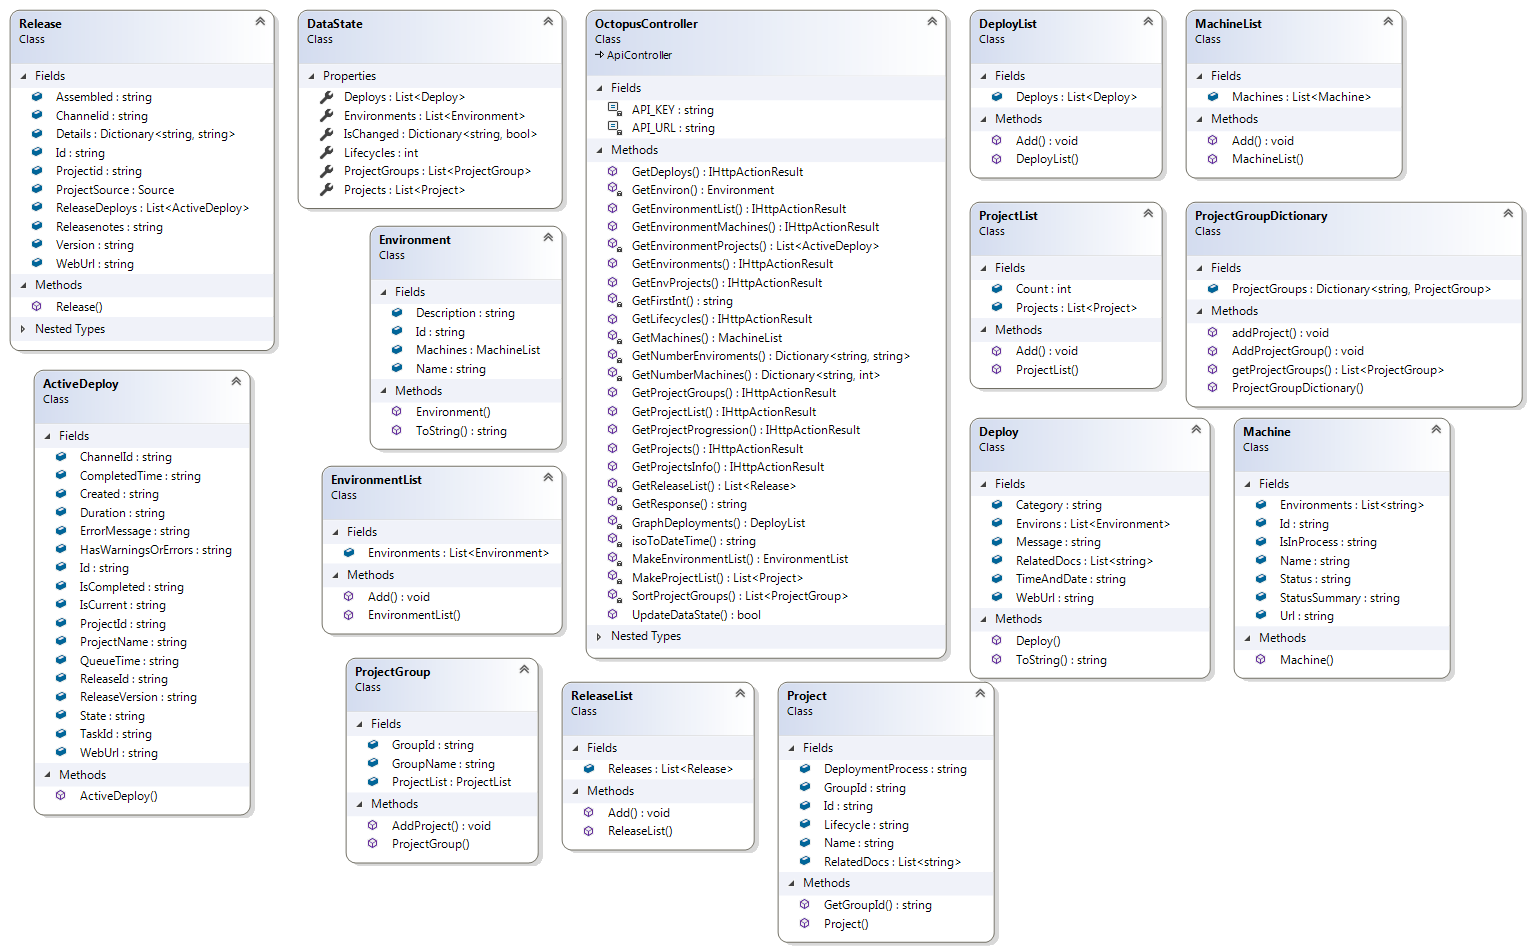 Release
Class
Fields
Assembled : string
Channelid : string
Details : Dictionary<string, string>
Id : string
Projectid : string
ProjectSource : Source
ReleaseDeploys : List<ActiveDeploy>
Releasenotes : string
Version : string
WebUrl : string
Methods
Release()
Nested Types
ActiveDeploy
Class
Fields
ChannelId : string
CompletedTime : string
Created : string
Duration : string
ErrorMessage : string
HasWarningsOrErrors : string
Id : string
IsCompleted : string
IsCurrent : string
ProjectId : string
ProjectName : string
QueueTime : string
ReleaseId : string
ReleaseVersion : string
State : string
TaskId : string
WebUrl : string
Methods
ActiveDeploy()
DataState
Class
Properties
Deploys : List<Deploy>
Environments : List<Environment>
IsChanged : Dictionary<string, bool>
Lifecycles : int
ProjectGroups : List<ProjectGroup>
Projects : List<Project>
Environment
Class
Fields
Description : string
Id : string
Machines : MachineList
Name : string
Methods
Environment()
ToString() : string
EnvironmentList
Class
Fields
Environments : List<Environment>
Methods
Add() : void
EnvironmentList()
ProjectGroup
Class
Fields
GroupId : string
GroupName : string
ProjectList : ProjectList
Methods
AddProject() : void
ProjectGroup()
OctopusController
Class
ApiController
Fields
API_KEY : string
API_URL : string
Methods
GetDeploys() : IHttpActionResult
GetEnviron() : Environment
GetEnvironmentList() : IHttpActionResult
GetEnvironmentMachines() : IHttpActionResult
GetEnvironmentProjects() : List<ActiveDeploy>
GetEnvironments() : IHttpActionResult
GetEnvProjects() : IHttpActionResult
GetFirstInt() : string
GetLifecycles() : IHttpActionResult
GetMachines() : MachineList
GetNumberEnviroments() : Dictionary<string, string>
GetNumberMachines() : Dictionary<string, int>
GetProjectGroups() : IHttpActionResult
GetProjectList() : IHttpActionResult
GetProjectProgression() : IHttpActionResult
GetProjects() : IHttpActionResult
GetProjectsInfo() : IHttpActionResult
GetReleaseList() : List<Release>
GetResponse() : string
GraphDeployments() : DeployList
isoToDateTime() : string
MakeEnvironmentList() : EnvironmentList
MakeProjectList() : List<Project>
SortProjectGroups() : List<ProjectGroup>
UpdateDataState() : bool
Nested Types
ReleaseList
Class
Fields
Releases : List<Release>
Methods
Add() : void
ReleaseList()
Project
Class
Fields
DeploymentProcess : string
GroupId : string
Id : string
Lifecycle : string
Name : string
RelatedDocs : List<string>
Methods
GetGroupId() : string
Project()
DeployList
Class
Fields
Deploys : List<Deploy>
Methods
Add() : void
DeployList()
MachineList
Class
Fields
Machines : List<Machine>
Methods
Add() : void
MachineList()
ProjectList
Class
Fields
Count : int
Projects : List<Project>
Methods
Add() : void
ProjectList()
ProjectGroupDictionary
Class
Fields
ProjectGroups : Dictionary<string, ProjectGroup>
Methods
addProject() : void
AddProjectGroup() : void
getProjectGroups() : List<ProjectGroup>
ProjectGroupDictionary()
Deploy
Class
Fields
Category : string
Environs : List<Environment>
Message : string
RelatedDocs : List<string>
TimeAndDate : string
WebUrl : string
Methods
Deploy()
ToString() : string
Machine
Class
Fields
Environments : List<string>
Id : string
IsInProcess : string
Name : string
Status : string
StatusSummary : string
Url : string
Methods
Machine()